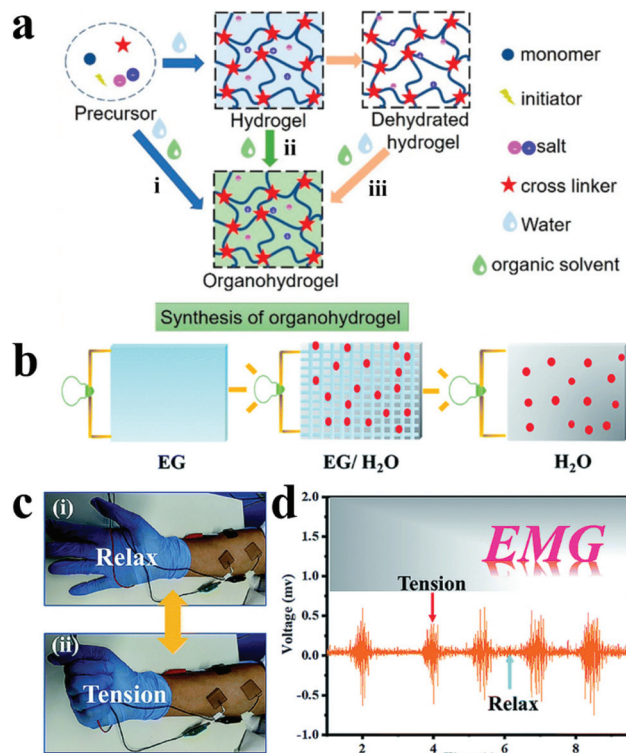 a
monomer
initiator
salt
cross linker
Water
organic solvent
Precursor
Hydrogel
Dehydrated
hydrogel
i
ii
iii
Organohydrogel
Synthesis of organohydrogel
b
EG
EG/ H₂O
H₂O
c
(i)
Relax
(ii)
Tension
d
Voltage (mv)
2.0
1.5
1.0
0.5
0.0
-0.5
-1.0
EMG
Tension
Relax
2 4 6 8